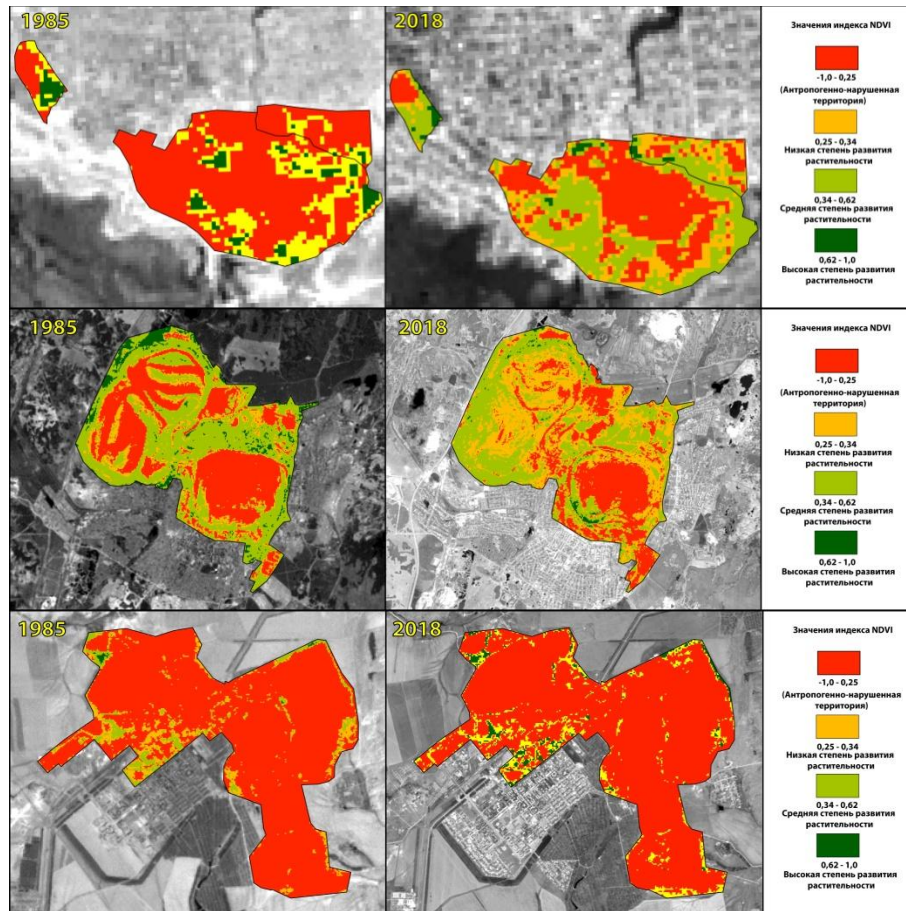 1985
2018
Значения индекса NDVI
-1,0 - 0,25
(Антропогенно-нарушенная
территория)
0,25 - 0,34
Низкая степень развития
растительности
0,34 - 0,62
Средняя степень развития
растительности
0,62 - 1,0
Высокая степень развития
растительности
1985
2018
Значения индекса NDVI
-1,0 - 0,25
(Антропогенно-нарушенная
территория)
0,25 - 0,34
Низкая степень развития
растительности
0,34 - 0,62
Средняя степень развития
растительности
0,62 - 1,0
Высокая степень развития
растительности
1985
2018
Значения индекса NDVI
-1,0 - 0,25
(Антропогенно-нарушенная
территория)
0,25 - 0,34
Низкая степень развития
растительности
0,34 - 0,62
Средняя степень развития
растительности
0,62 - 1,0
Высокая степень развития
растительности